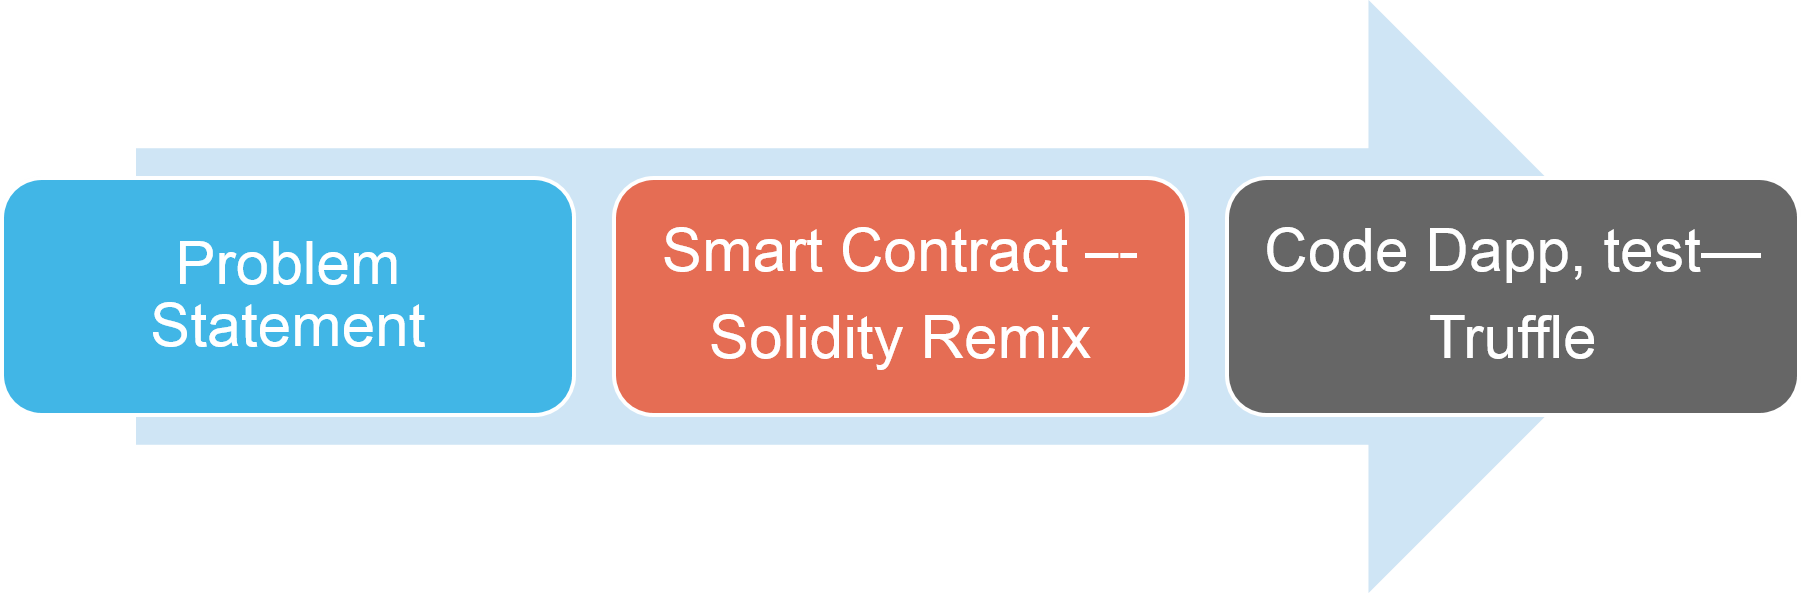 Problem
Statement
Smart Contract –-
Solidity Remix
Code Dapp, test—
Truffle